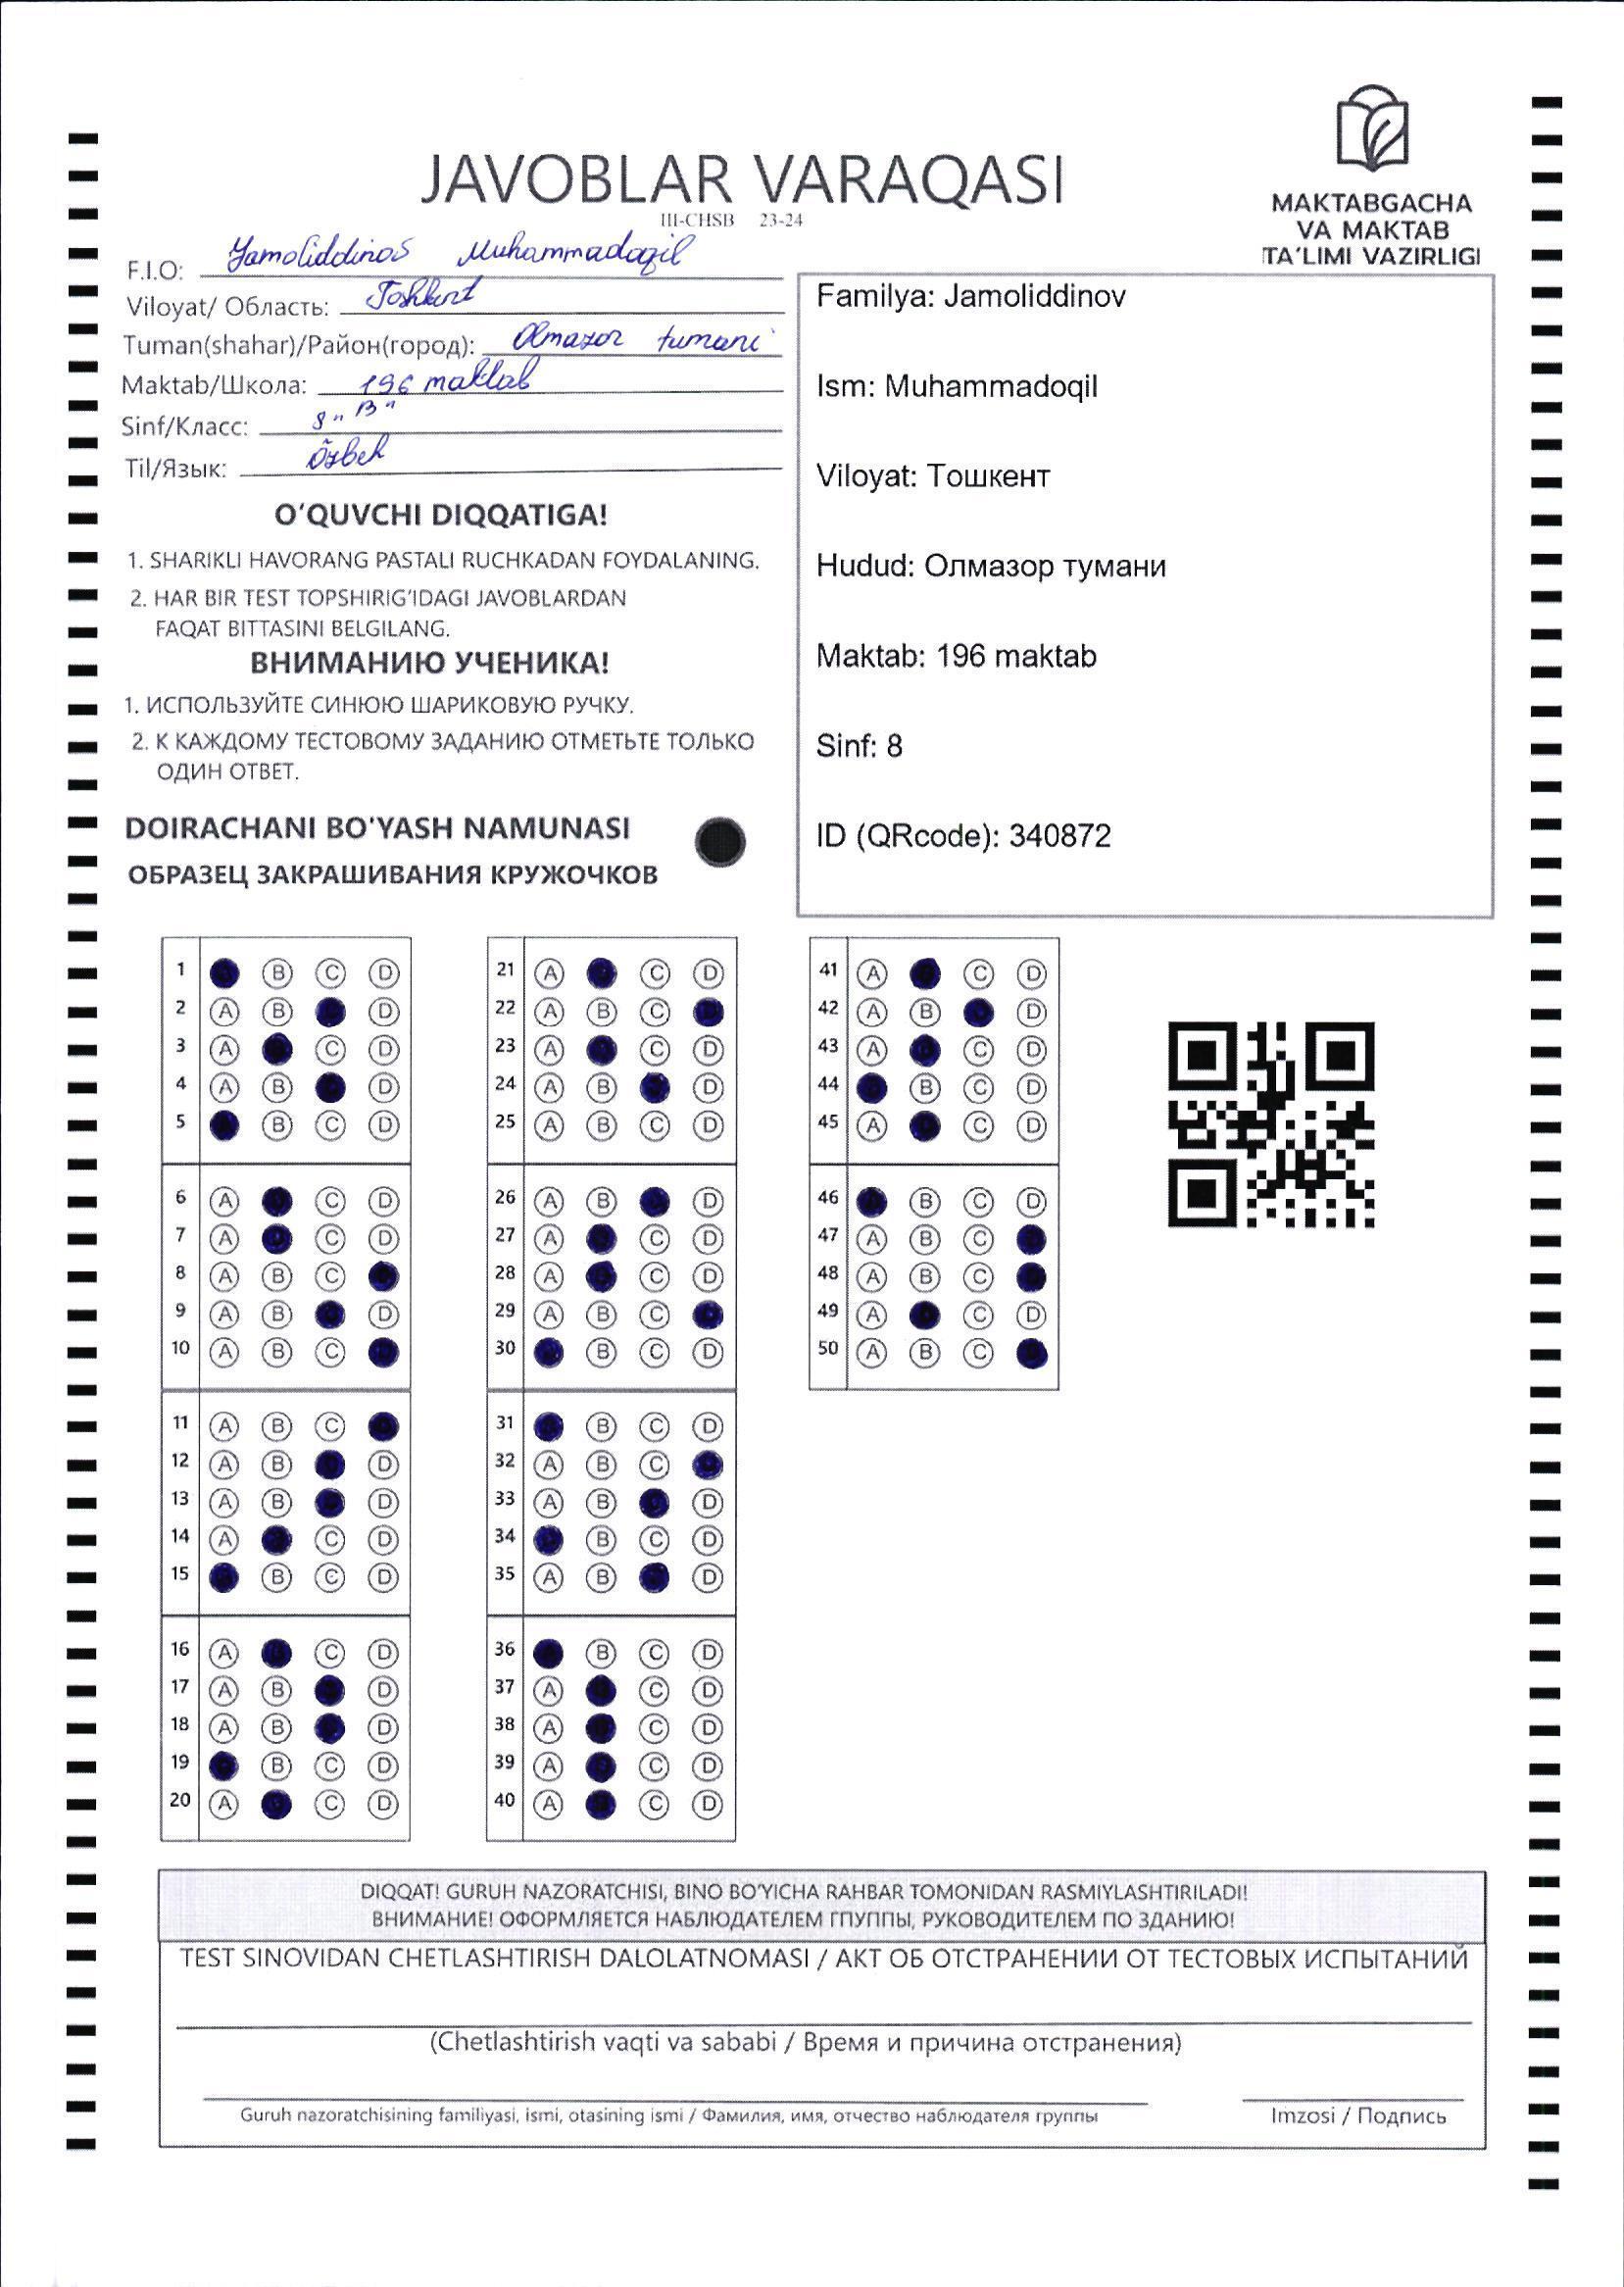 MAKTABGACHA
VA MAKTAB
TA'LIMI VAZIRLIGI
JAVOBLAR VARAQASI
III-CHSB 23-24
F.I.O: Jamoliddinov Muhammadoqil
Viloyat/ Область: Toshkent
Tuman(shahar)/Район(город): Olmazor tumani
Maktab/Школа: 196 maktab
Sinf/Класс: 8 "B"
Til/Язык: Õzbek
O'QUVCHI DIQQATIGA!
1. SHARIKLI HAVORANG PASTALI RUCHKADAN FOYDALANING.
2. HAR BIR TEST TOPSHIRIG'IDAGI JAVOBLARDAN
FAQAT BITTASINI BELGILANG.
ВНИМАНИЮ УЧЕНИКА!
1. ИСПОЛЬЗУЙТЕ СИНЮЮ ШАРИКОВУЮ РУЧКУ.
2. К КАЖДОМУ ТЕСТОВОМУ ЗАДАНИЮ ОТМЕТЬТЕ ТОЛЬКО
ОДИН ОТВЕТ.
DOIRACHANI BO'YASH NAMUNASI
ОБРАЗЕЦ ЗАКРАШИВАНИЯ КРУЖОЧКОВ
Familya: Jamoliddinov
Ism: Muhammadoqil
Viloyat: Тошкент
Hudud: Олмазор тумани
Maktab: 196 maktab
Sinf: 8
ID (QRcode): 340872
1 B C D
2 A B D
3 A C D
4 A B D
5 B C D
6 A C D
7 A C D
8 A B C
9 A B D
10 A B C
11 A B C
12 A B D
13 A B D
14 A C D
15 B C D
16 A C D
17 A B D
18 A B D
19 B C D
20 A C D
21 A C D
22 A B C
23 A C D
24 A B D
25 A B C D
26 A B D
27 A C D
28 A C D
29 A B C
30 B C D
31 B C D
32 A B C
33 A B D
34 B C D
35 A B D
36 B C D
37 A C D
38 A C D
39 A C D
40 A C D
41 A C D
42 A B D
43 A C D
44 B C D
45 A C D
46 B C D
47 A B C
48 A B C
49 A C D
50 A B C
DIQQAT! GURUH NAZORATCHISI, BINO BO'YICHA RAHBAR TOMONIDAN RASMIYLASHTIRILADI!
ВНИМАНИЕ! ОФОРМЛЯЕТСЯ НАБЛЮДАТЕЛЕМ ГПУППЫ, РУКОВОДИТЕЛЕМ ПО ЗДАНИЮ!
TEST SINOVIDAN CHETLASHTIRISH DALOLATNOMASI / АКТ ОБ ОТСТРАНЕНИИ ОТ ТЕСТОВЫХ ИСПЫТАНИЙ
(Chetlashtirish vaqti va sababi / Время и причина отстранения)
Guruh nazoratchisining familiyasi, ismi, otasining ismi / Фамилия, имя, отчество наблюдателя группы
Imzosi / Подпись